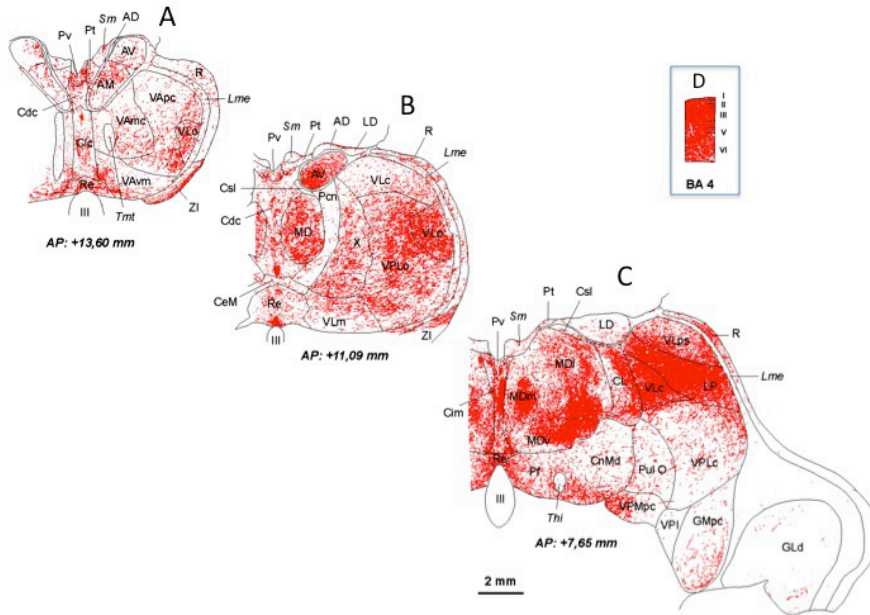 A
Sm AD
Pv Pt
AV
R
AM
Cdc
VApc
Lme
VAmc
VLo
Clc
VAvm
Re
ZI
III
Tmt
AP: +13,60 mm
B
AD LD
Sm Pt
Pv
R
Lme
AV
Csl
VLc
Pcn
Cdc
MD
X
VLo
VPLo
CeM
Re
VLm
ZI
III
AP: +11,09 mm
D
I
II
III
V
VI
BA 4
C
Pt Csl
Sm
Pv
LD
R
VLps
MDl
Lme
CL
VLc
LP
MDm
Cim
MDv
CnMd
VPLc
Re
Pf
Pul O
III
Thi
VPMpc
VPI
GMpc
GLd
AP: +7,65 mm
2 mm